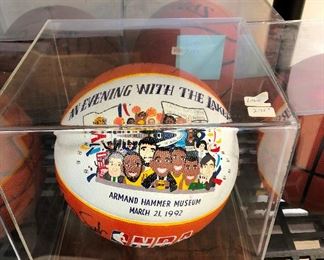 AN EVENING WITH THE LAKERS
ARMAND HAMMER MUSEUM
MARCH 21, 1992
NBA